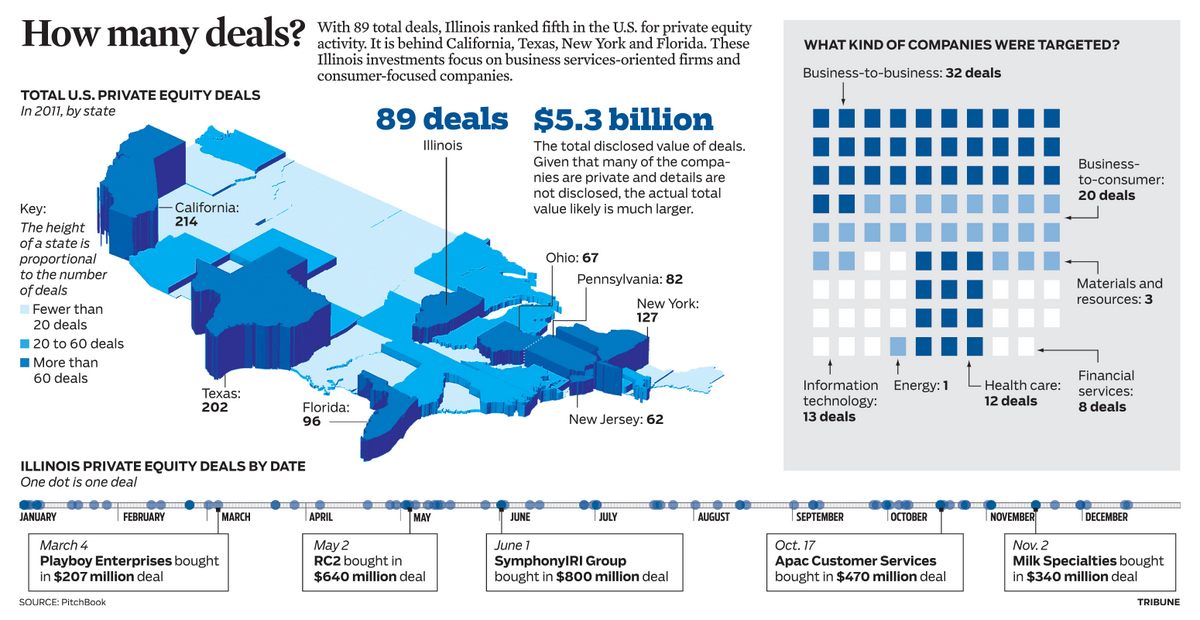 How many deals?
With 89 total deals, Illinois ranked fifth in the U.S. for private equity
activity. It is behind California, Texas, New York and Florida. These
Illinois investments focus on business services-oriented firms and
consumer-focused companies.
TOTAL U.S. PRIVATE EQUITY DEALS
In 2011, by state
89 deals
Illinois
$5.3 billion
The total disclosed value of deals.
Given that many of the compa-
nies are private and details are
not disclosed, the actual total
value likely is much larger.
Key:
The height
of a state is
proportional
to the number
of deals
Fewer than
20 deals
20 to 60 deals
More than
60 deals
California:
214
Ohio: 67
Pennsylvania: 82
New York:
127
Texas:
202
Florida:
96
New Jersey: 62
WHAT KIND OF COMPANIES WERE TARGETED?
Business-to-business: 32 deals
Business-
to-consumer:
20 deals
Materials and
resources: 3
Information
technology:
13 deals
Energy: 1
Health care:
12 deals
Financial
services:
8 deals
ILLINOIS PRIVATE EQUITY DEALS BY DATE
One dot is one deal
JANUARY
FEBRUARY
MARCH
APRIL
MAY
JUNE
JULY
AUGUST
SEPTEMBER
OCTOBER
NOVEMBER
DECEMBER
March 4
Playboy Enterprises bought
in $207 million deal
May 2
RC2 bought in
$640 million deal
June 1
SymphonyIRI Group
bought in $800 million deal
Oct. 17
Apac Customer Services
bought in $470 million deal
Nov. 2
Milk Specialties bought
in $340 million deal
SOURCE: PitchBook
TRIBUNE